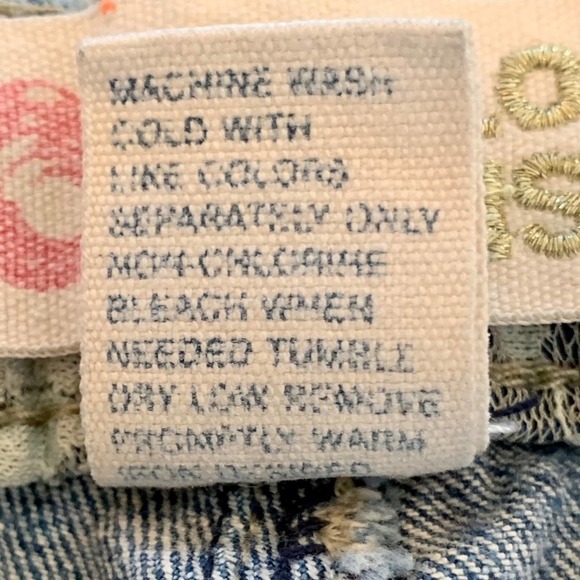 MACHINE WASH
COLD WITH
LIKE COLORS
SEPARATELY ONLY
NON-CHLORINE
BLEACH WHEN
NEEDED TUMBLE
DRY LOW REMOVE
PROMPTLY WARM
IRON